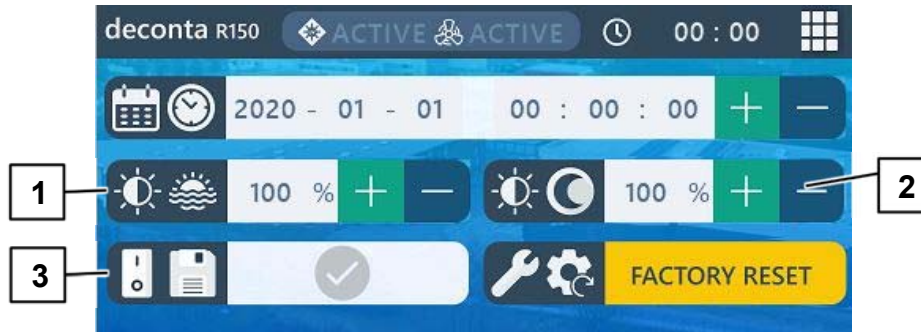 deconta R150 ACTIVE ACTIVE 00 : 00
2020 - 01 - 01 00 : 00 : 00 + −
1 100 % + − 100 % + − 2
3 FACTORY RESET